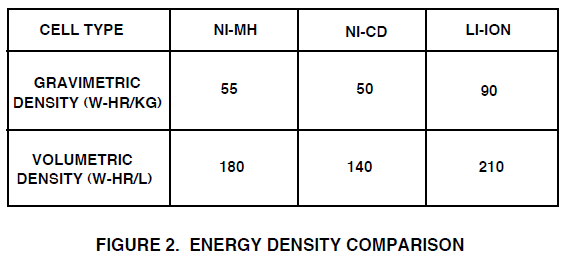 CELL TYPE NI-MH NI-CD LI-ION
GRAVIMETRIC
DENSITY (W-HR/KG) 55 50 90
VOLUMETRIC
DENSITY (W-HR/L) 180 140 210
FIGURE 2. ENERGY DENSITY COMPARISON